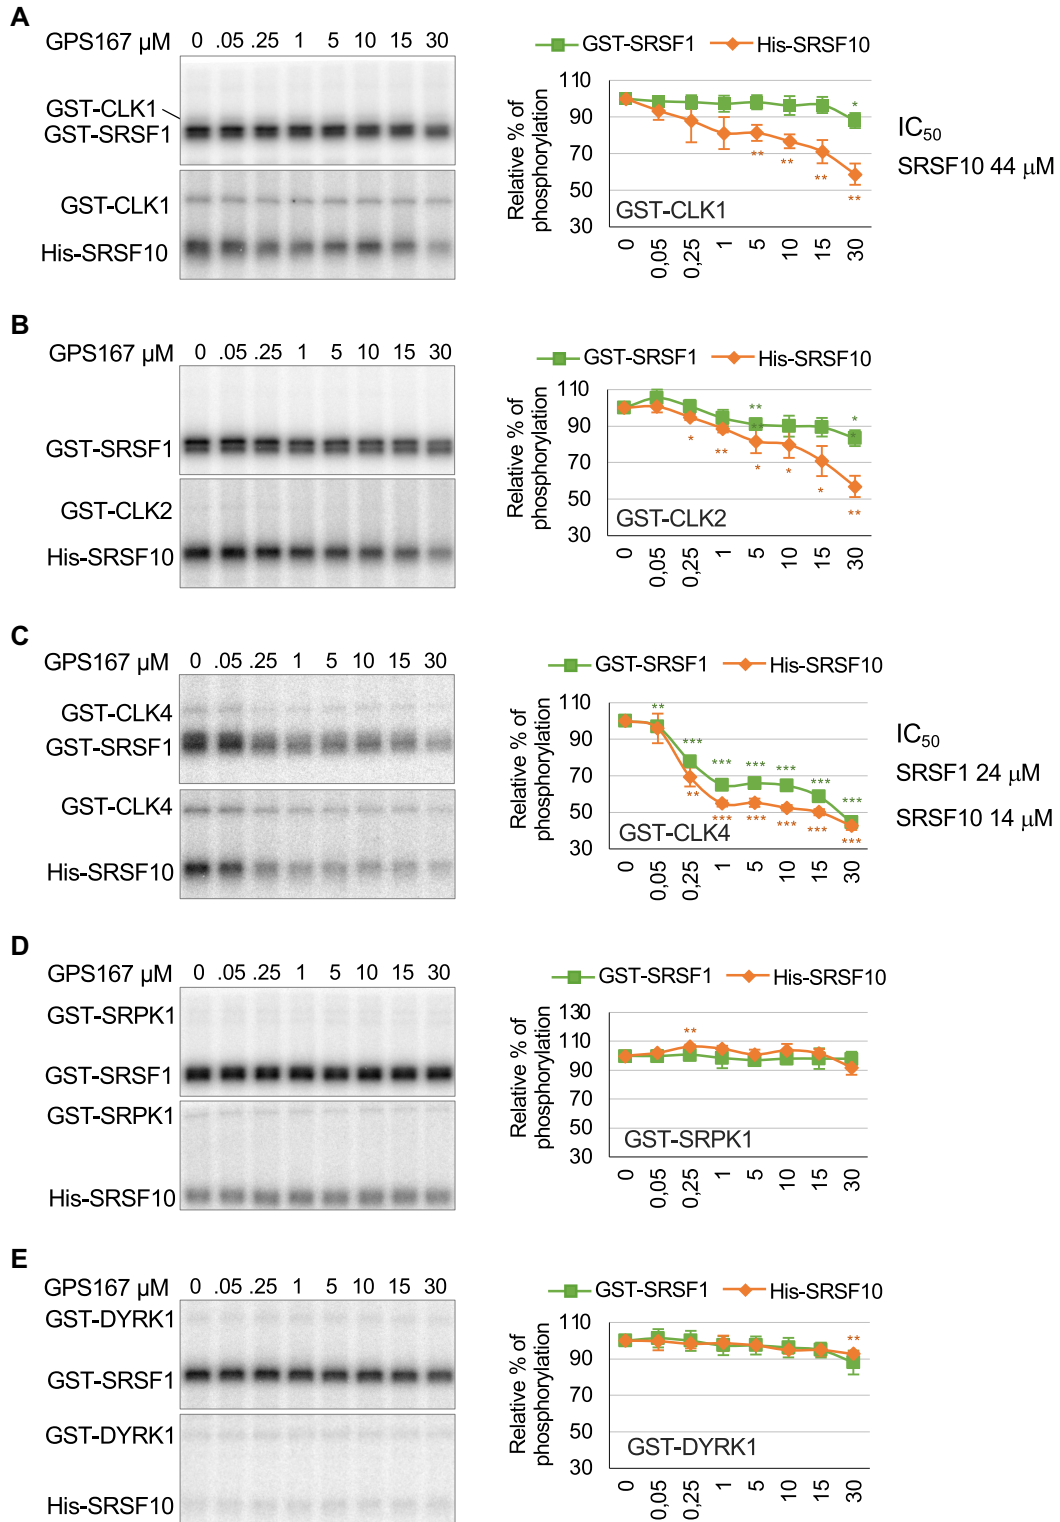 A
GPS167 µM 0 .05 .25 1 5 10 15 30
GST-CLK1
GST-SRSF1
GST-CLK1
His-SRSF10
GST-SRSF1 His-SRSF10
Relative % of phosphorylation
110
90
70
50
30
*
** ** ** **
GST-CLK1
0 0,05 0,25 1 5 10 15 30
IC50
SRSF10 44 µM
B
GPS167 µM 0 .05 .25 1 5 10 15 30
GST-SRSF1
GST-CLK2
His-SRSF10
GST-SRSF1 His-SRSF10
Relative % of phosphorylation
110
90
70
50
30
** *
* ** * * * **
GST-CLK2
0 0,05 0,25 1 5 10 15 30
C
GPS167 µM 0 .05 .25 1 5 10 15 30
GST-CLK4
GST-SRSF1
GST-CLK4
His-SRSF10
GST-SRSF1 His-SRSF10
Relative % of phosphorylation
110
90
70
50
30
** *** *** *** *** *** ***
** *** *** *** *** ***
GST-CLK4
0 0,05 0,25 1 5 10 15 30
IC50
SRSF1 24 µM
SRSF10 14 µM
D
GPS167 µM 0 .05 .25 1 5 10 15 30
GST-SRPK1
GST-SRSF1
GST-SRPK1
His-SRSF10
GST-SRSF1 His-SRSF10
Relative % of phosphorylation
130
110
90
70
50
30
**
GST-SRPK1
0 0,05 0,25 1 5 10 15 30
E
GPS167 µM 0 .05 .25 1 5 10 15 30
GST-DYRK1
GST-SRSF1
GST-DYRK1
His-SRSF10
GST-SRSF1 His-SRSF10
Relative % of phosphorylation
110
90
70
50
30
**
GST-DYRK1
0 0,05 0,25 1 5 10 15 30